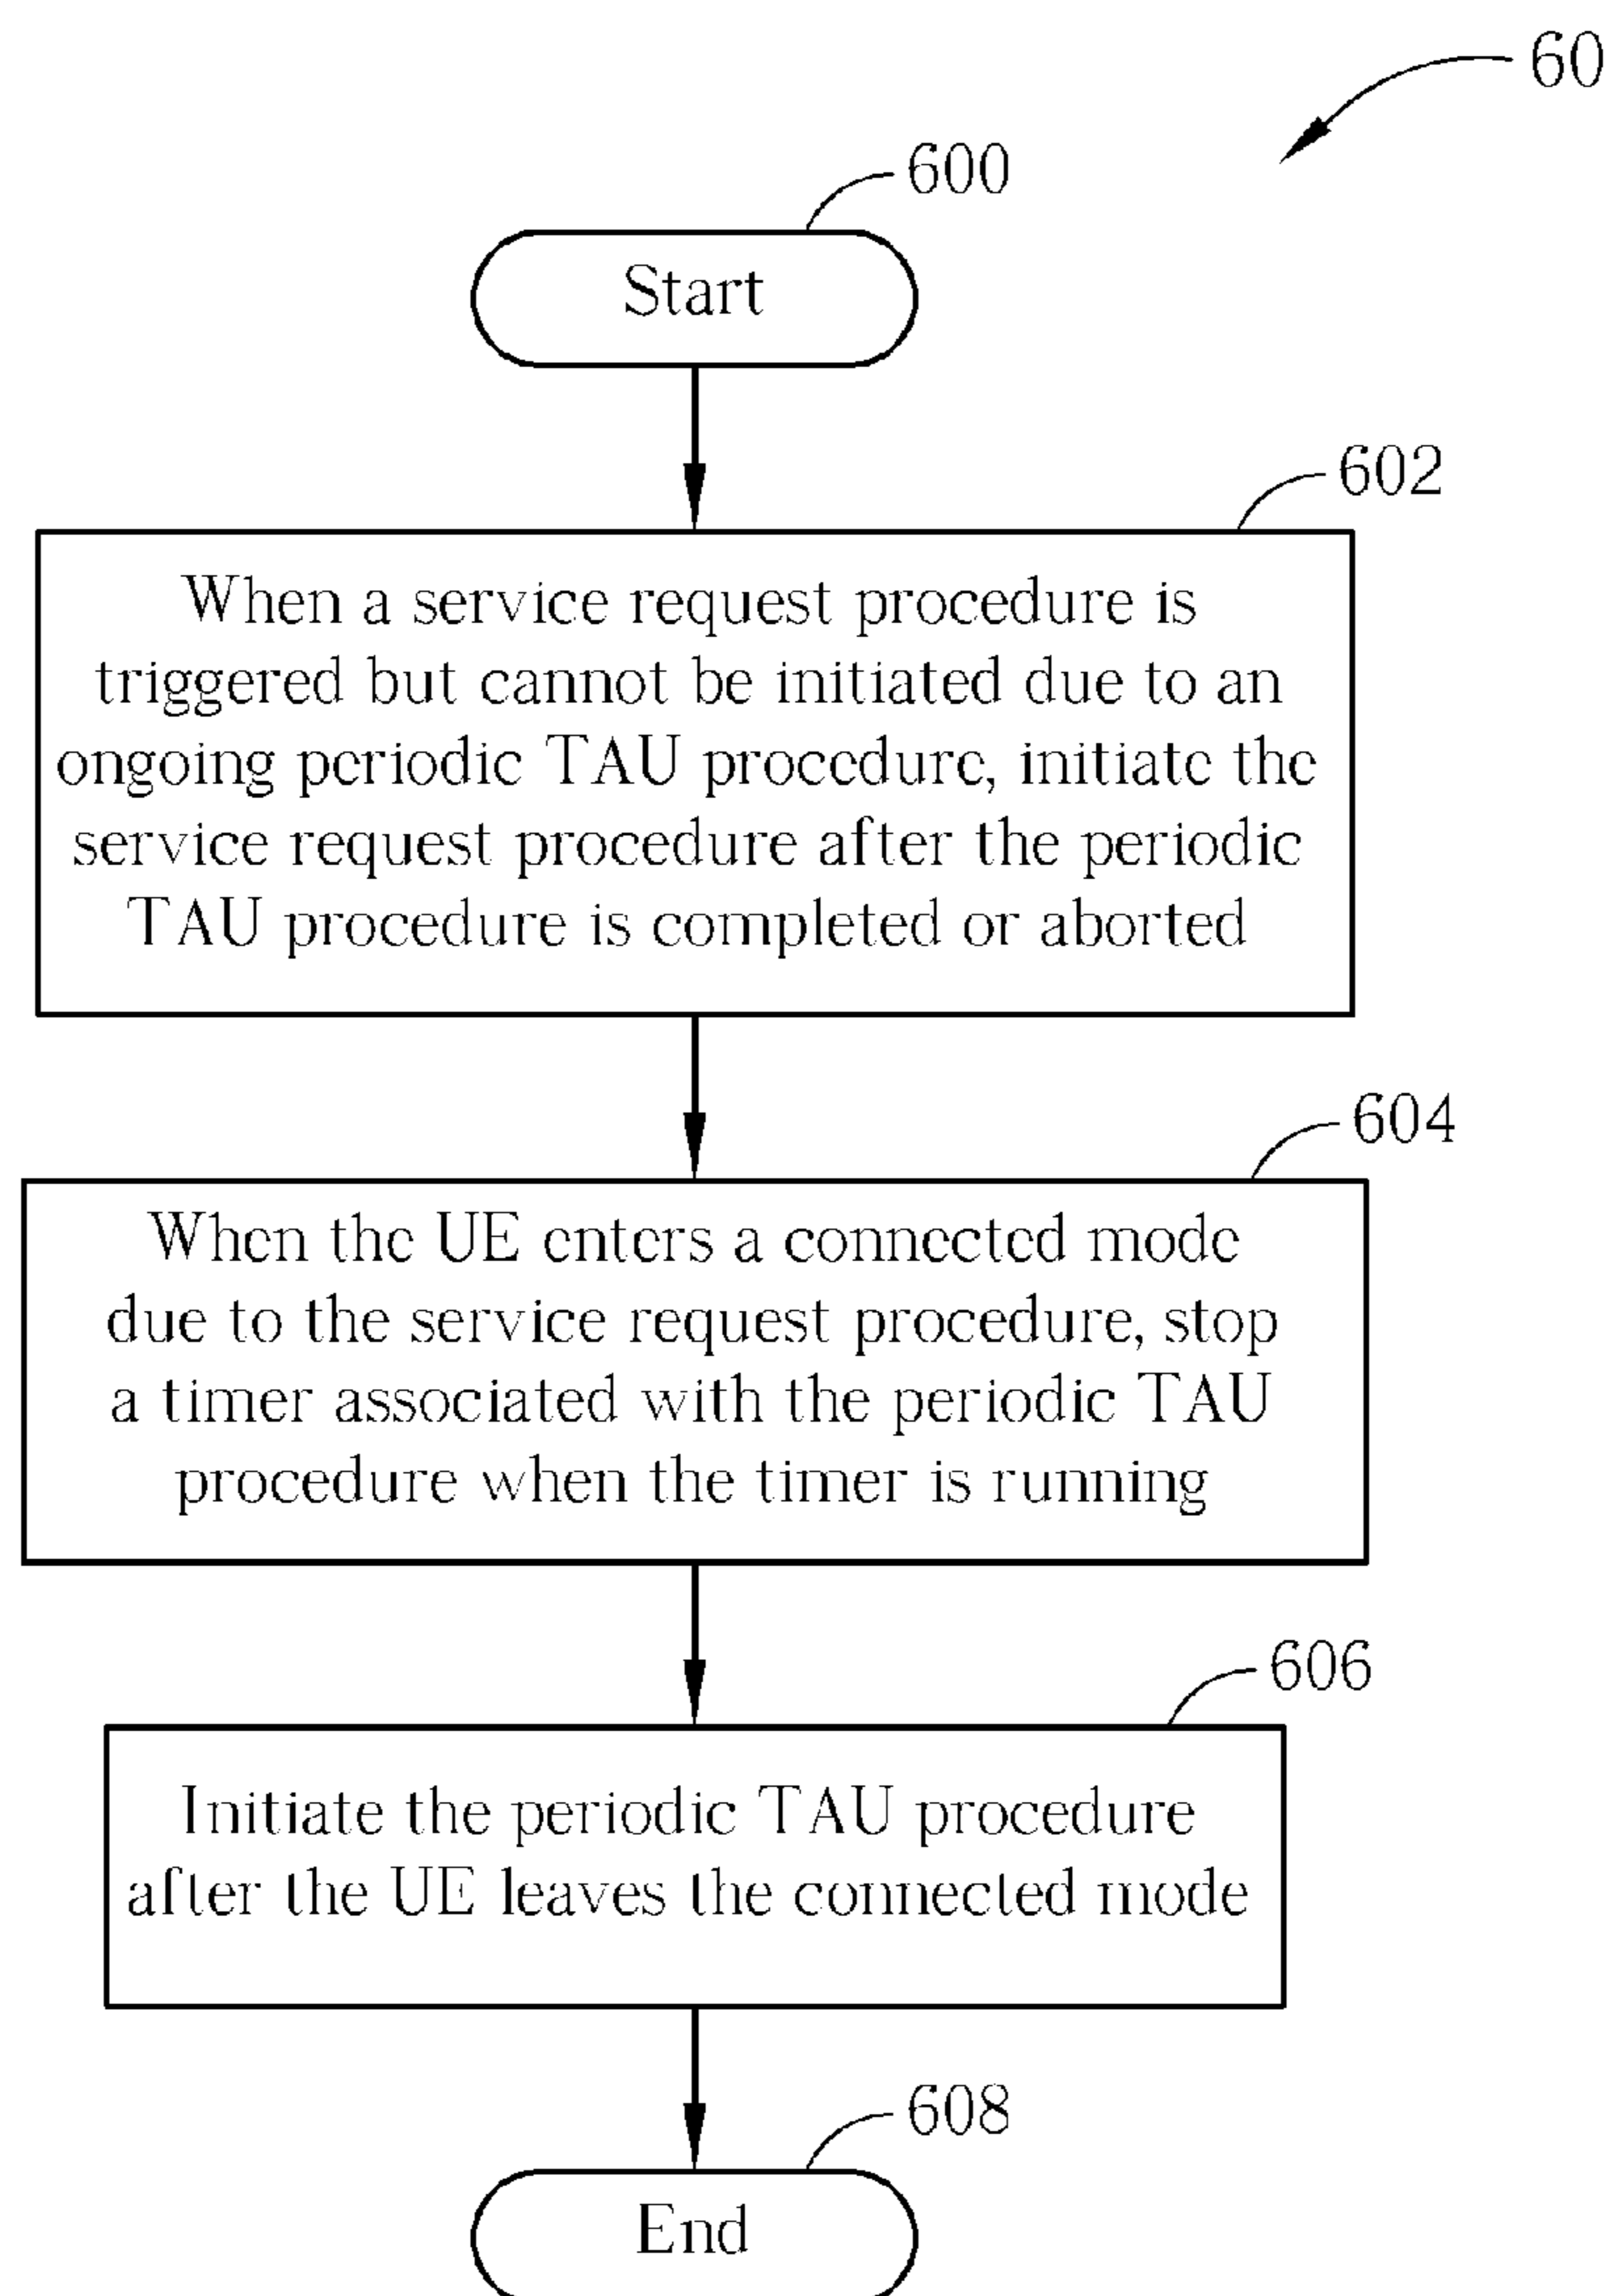 60
600
Start
602
When a service request procedure is
triggered but cannot be initiated due to an
ongoing periodic TAU procedure, initiate the
service request procedure after the periodic
TAU procedure is completed or aborted
604
When the UE enters a connected mode
due to the service request procedure, stop
a timer associated with the periodic TAU
procedure when the timer is running
606
Initiate the periodic TAU procedure
after the UE leaves the connected mode
608
End